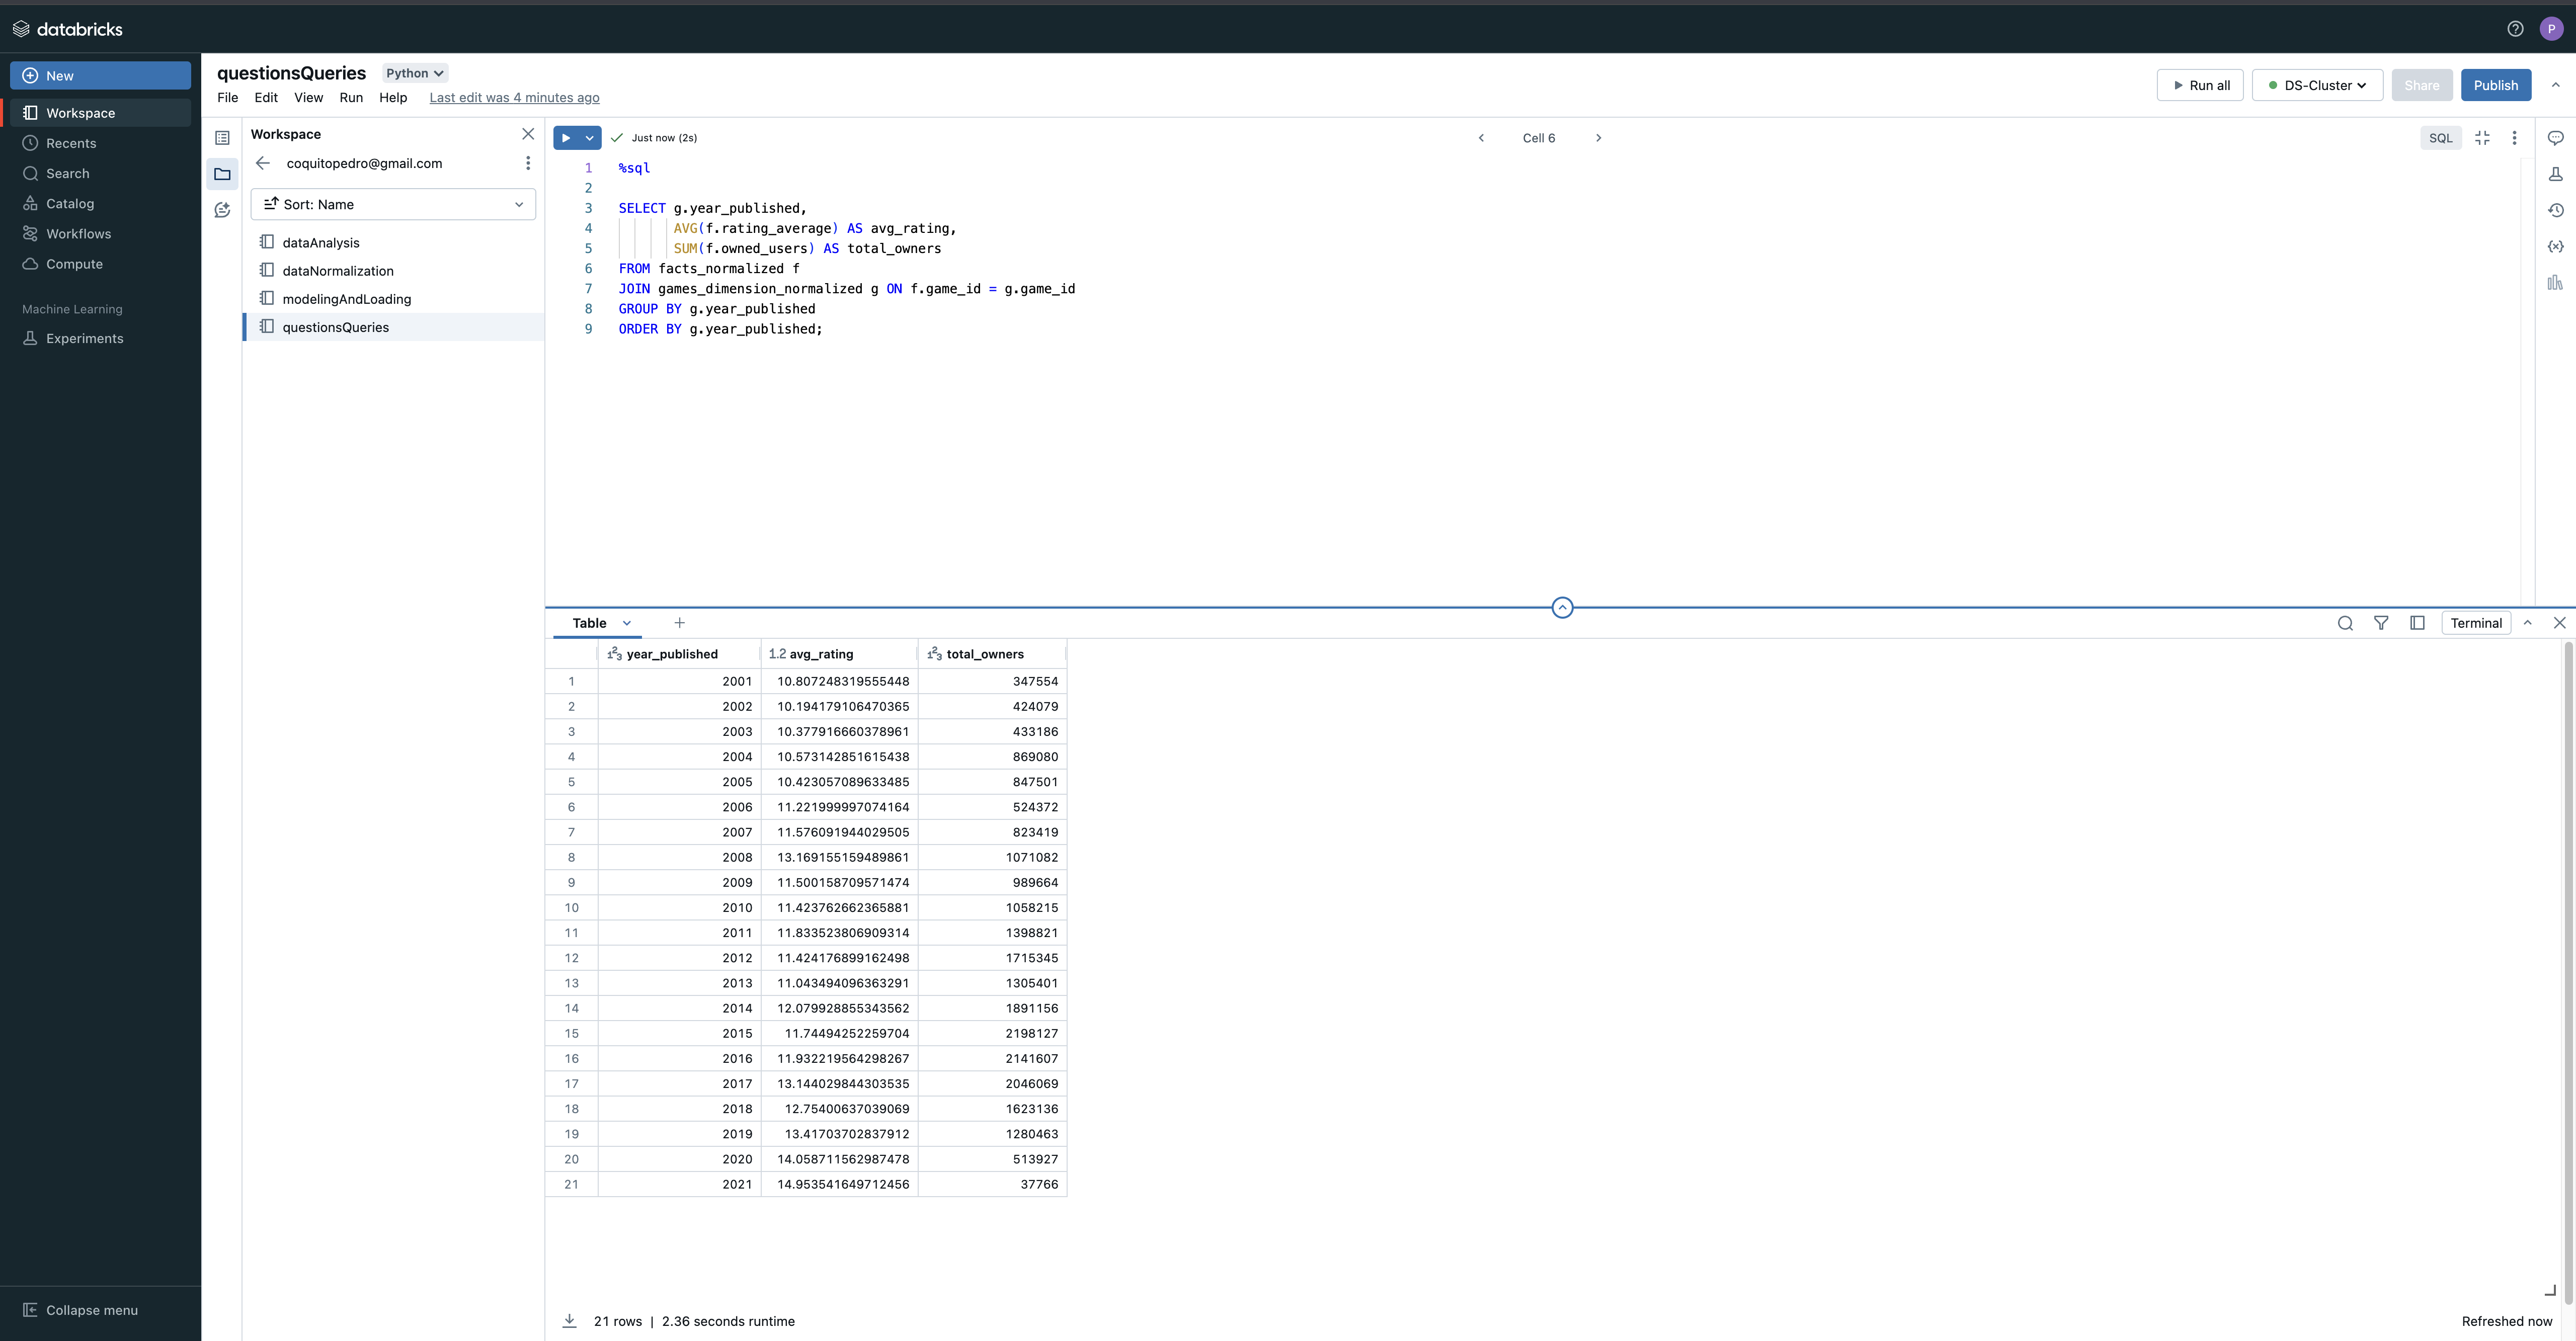 databricks
P
New
Workspace
Recents
Search
Catalog
Workflows
Compute
Machine Learning
Experiments
Collapse menu
questionsQueries Python
File Edit View Run Help Last edit was 4 minutes ago
Run all DS-Cluster Share Publish
Workspace
coquitopedro@gmail.com
Sort: Name
dataAnalysis
dataNormalization
modelingAndLoading
questionsQueries
Just now (2s) Cell 6 SQL
1 %sql
2
3 SELECT g.year_published,
4 AVG(f.rating_average) AS avg_rating,
5 SUM(f.owned_users) AS total_owners
6 FROM facts_normalized f
7 JOIN games_dimension_normalized g ON f.game_id = g.game_id
8 GROUP BY g.year_published
9 ORDER BY g.year_published;
Table + Terminal
123 year_published 1.2 avg_rating 123 total_owners
1 2001 10.807248319555448 347554
2 2002 10.194179106470365 424079
3 2003 10.377916660378961 433186
4 2004 10.573142851615438 869080
5 2005 10.423057089633485 847501
6 2006 11.221999997074164 524372
7 2007 11.576091944029505 823419
8 2008 13.169155159489861 1071082
9 2009 11.500158709571474 989664
10 2010 11.423762662365881 1058215
11 2011 11.833523806909314 1398821
12 2012 11.424176899162498 1715345
13 2013 11.043494096363291 1305401
14 2014 12.079928855343562 1891156
15 2015 11.74494252259704 2198127
16 2016 11.932219564298267 2141607
17 2017 13.144029844303535 2046069
18 2018 12.75400637039069 1623136
19 2019 13.41703702837912 1280463
20 2020 14.058711562987478 513927
21 2021 14.953541649712456 37766
21 rows | 2.36 seconds runtime Refreshed now